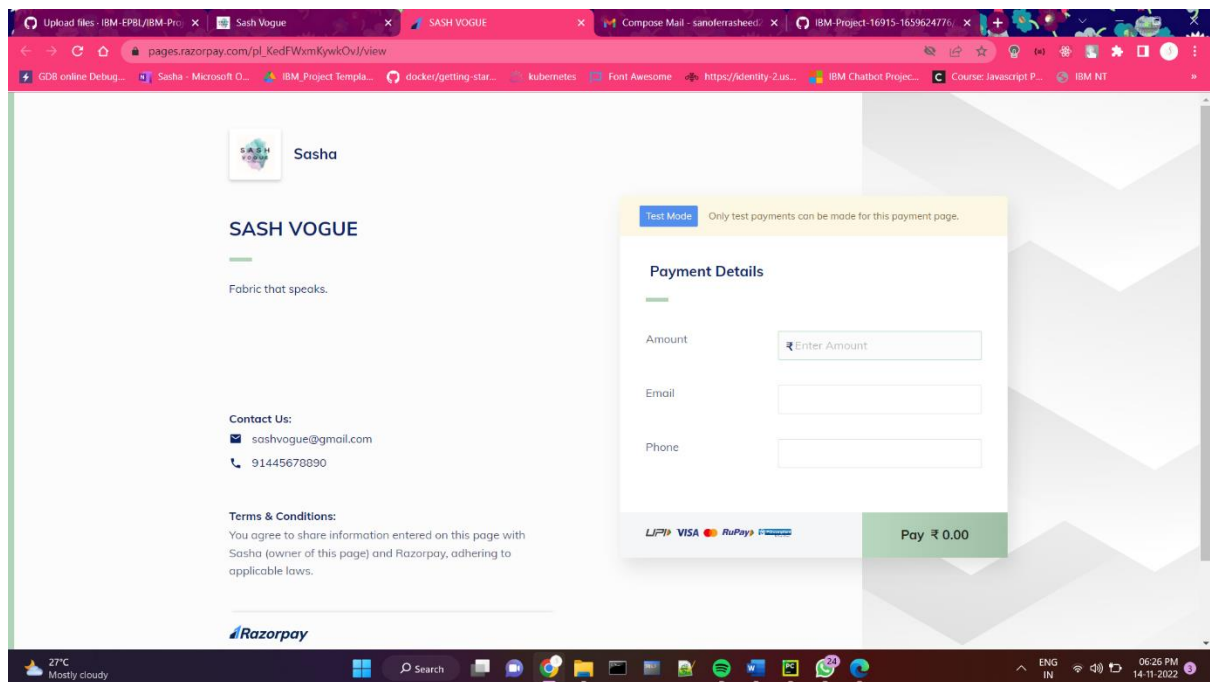 Upload files · IBM-EPBL/IBM-Proj
Sash Vogue
SASH VOGUE
Compose Mail - sanoferrasheed
IBM-Project-16915-1659624776/
pages.razorpay.com/pl_KedFWxmKywkOvJ/view
GDB online Debug...
Sasha - Microsoft O...
IBM_Project Templa...
docker/getting-star...
kubernetes
Font Awesome
https://identity-2.us...
IBM Chatbot Projec...
Course: Javascript P...
IBM NT
»
SASH
VOGUE
Sasha
SASH VOGUE
Fabric that speaks.
Contact Us:
sashvogue@gmail.com
91445678890
Terms & Conditions:
You agree to share information entered on this page with
Sasha (owner of this page) and Razorpay, adhering to
applicable laws.
Razorpay
Test Mode Only test payments can be made for this payment page.
Payment Details
Amount
₹ Enter Amount
Email
Phone
UPI VISA RuPay
Pay ₹ 0.00
27°C
Mostly cloudy
Search
24
ENG
IN
06:26 PM
14-11-2022
3